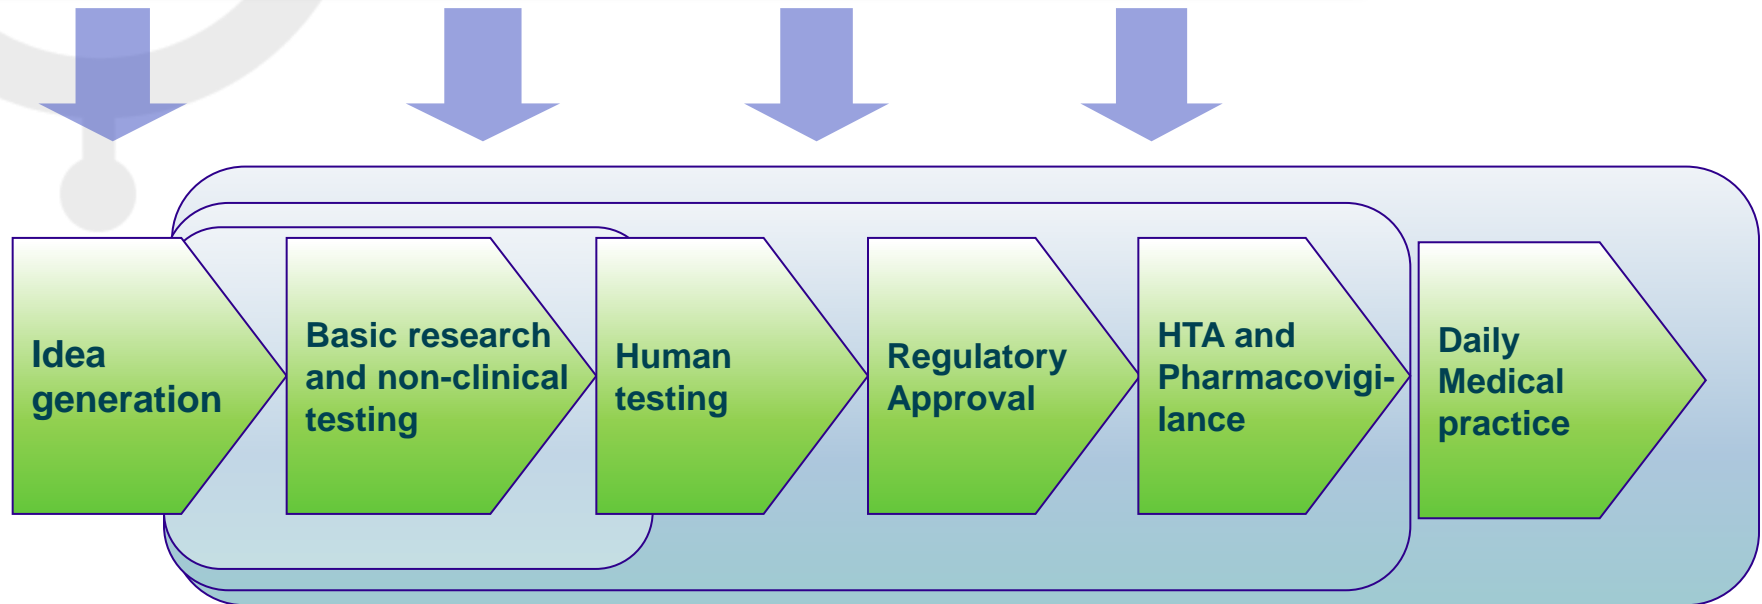 Idea
generation
Basic research
and non-clinical
testing
Human
testing
Regulatory
Approval
HTA and
Pharmacovigi-
lance
Daily
Medical
practice